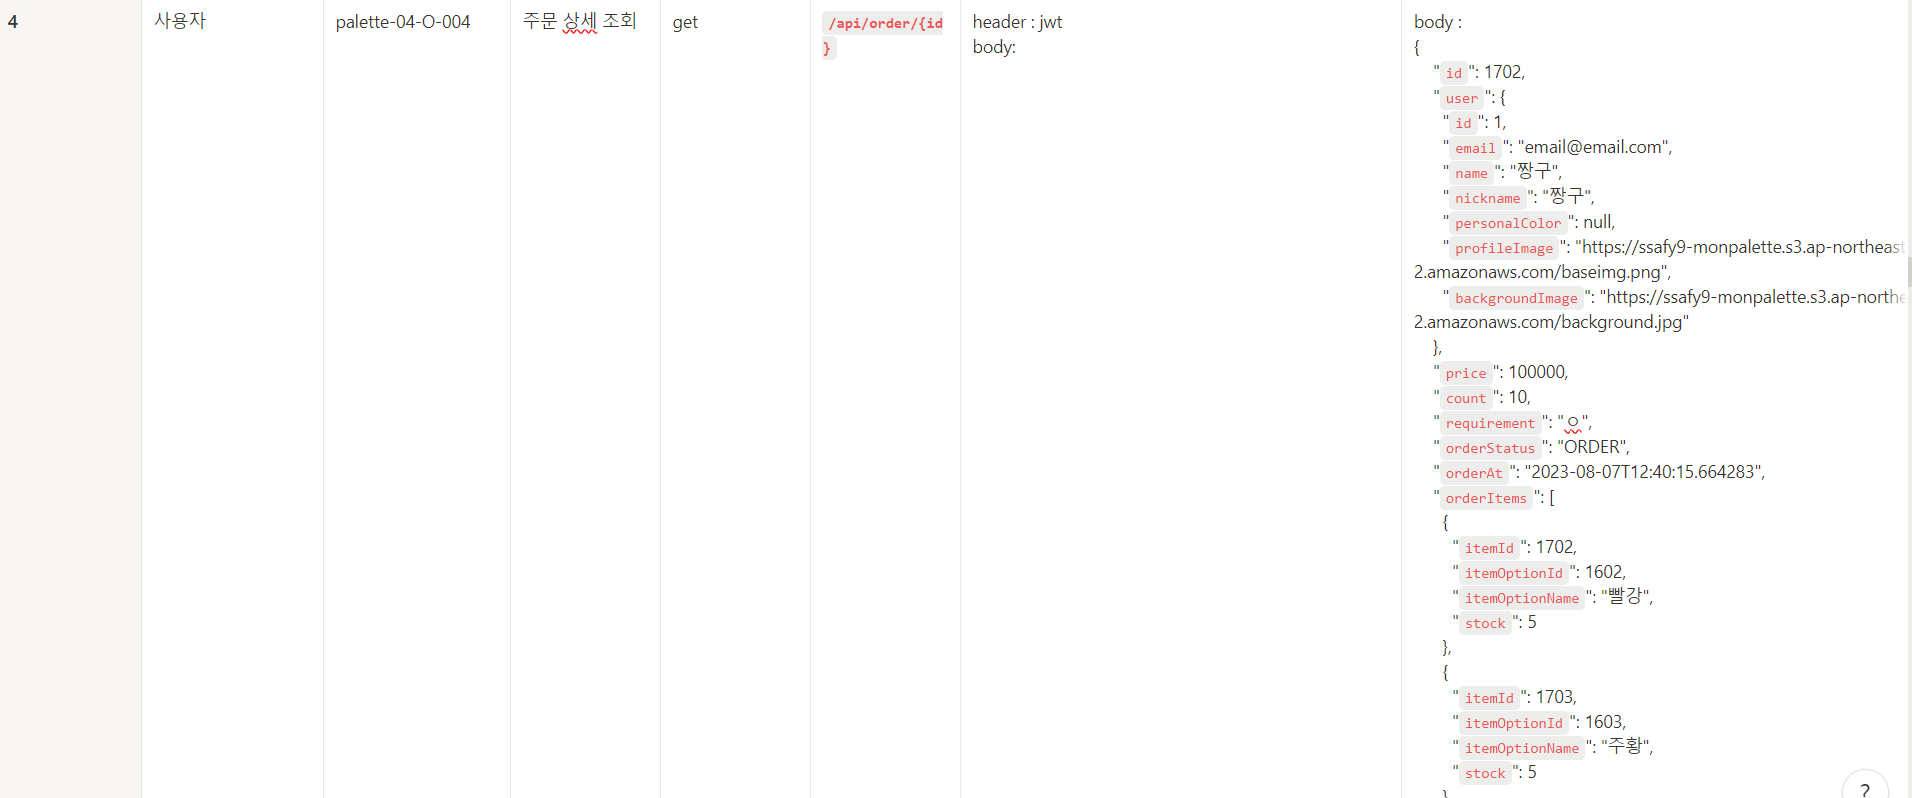 4
사용자
palette-04-O-004
주문 상세 조회
get
/api/order/{id
}
header : jwt
body:
body :
{
"id": 1702,
"user": {
"id": 1,
"email": "email@email.com",
"name": "짱구",
"nickname": "짱구",
"personalColor": null,
"profileImage": "https://ssafy9-monpalette.s3.ap-northeast
2.amazonaws.com/baseimg.png",
"backgroundImage": "https://ssafy9-monpalette.s3.ap-northe
2.amazonaws.com/background.jpg"
},
"price": 100000,
"count": 10,
"requirement": "ㅇ",
"orderStatus": "ORDER",
"orderAt": "2023-08-07T12:40:15.664283",
"orderItems": [
{
"itemId": 1702,
"itemOptionId": 1602,
"itemOptionName": "빨강",
"stock": 5
},
{
"itemId": 1703,
"itemOptionId": 1603,
"itemOptionName": "주황",
"stock": 5
}
?